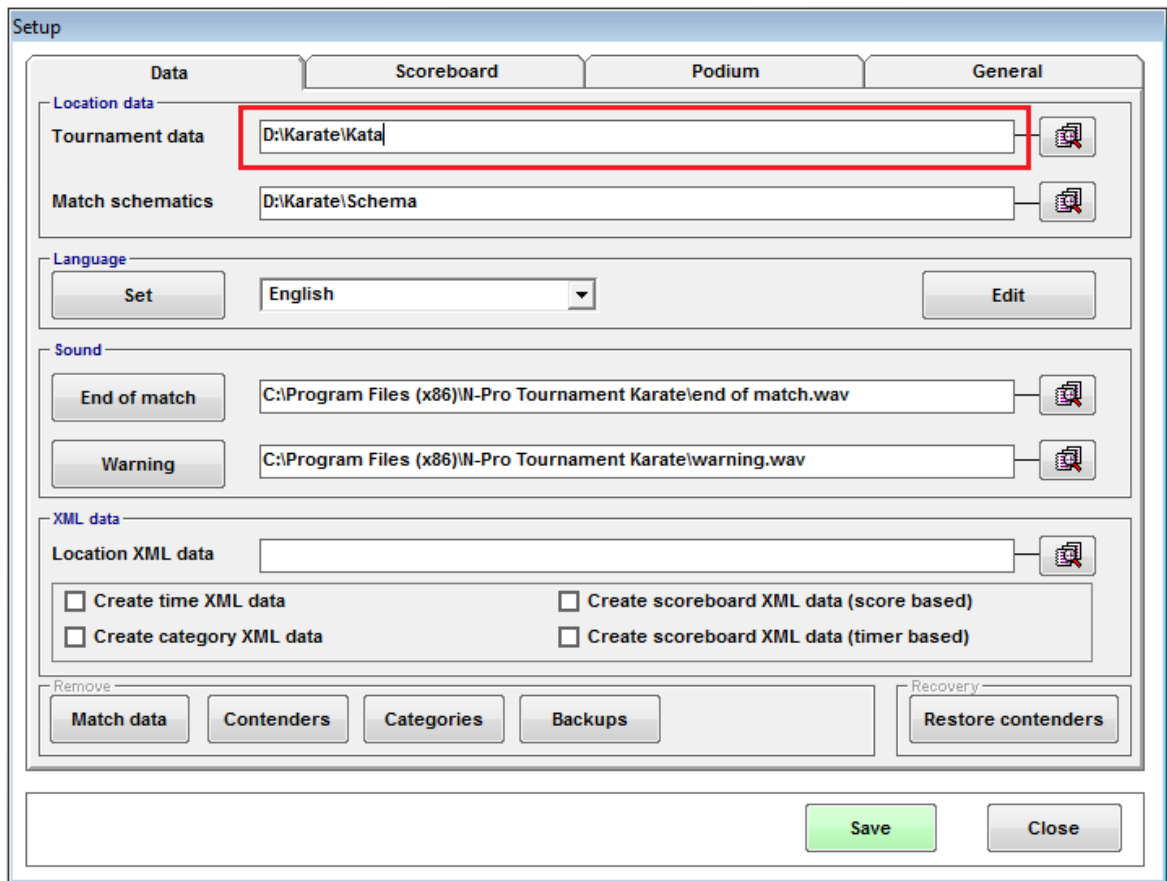 Setup
Data Scoreboard Podium General
Location data
Tournament data D:\Karate\Kata
Match schematics D:\Karate\Schema
Language
Set English Edit
Sound
End of match C:\Program Files (x86)\N-Pro Tournament Karate\end of match.wav
Warning C:\Program Files (x86)\N-Pro Tournament Karate\warning.wav
XML data
Location XML data
Create time XML data Create scoreboard XML data (score based)
Create category XML data Create scoreboard XML data (timer based)
Remove Recovery
Match data Contenders Categories Backups Restore contenders
Save Close